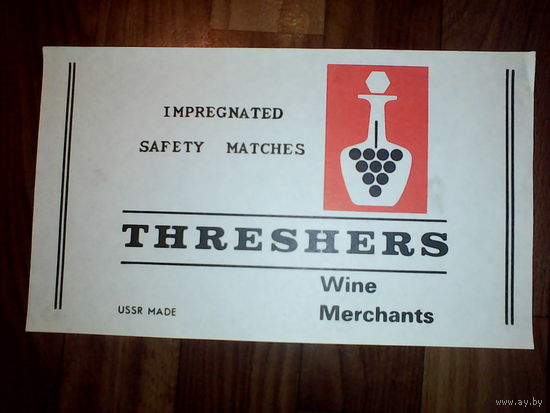 IMPREGNATED
SAFETY MATCHES
THRESHERS
Wine
Merchants
USSR MADE
www.ay.by